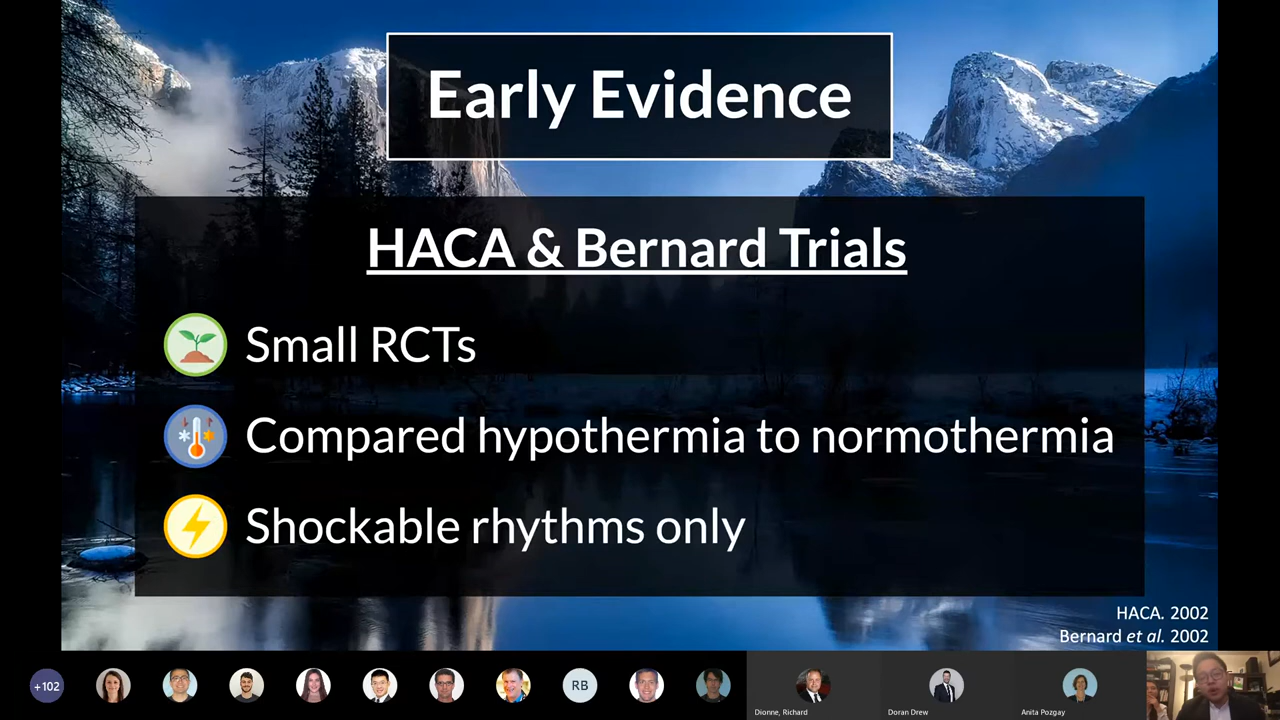 Early Evidence
HACA & Bernard Trials
Small RCTs
Compared hypothermia to normothermia
Shockable rhythms only
HACA. 2002
Bernard et al. 2002
+102
RB
Dionne, Richard
Doran Drew
Anita Pozgay